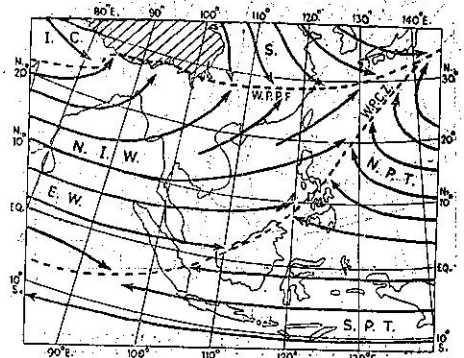 80°E. 90° 100° 110° 120° 130° 140°E.
I. C. S.
N. 20° N. 30°
W.P.P.F
W.P.C.L.
20°
N. 10° N. I. W. N. P. T.
E. W. N. 10°
EQ. EQ.
10° S. S. P. T. 10° S.
90°E. 100° 110° 120° 130°E.